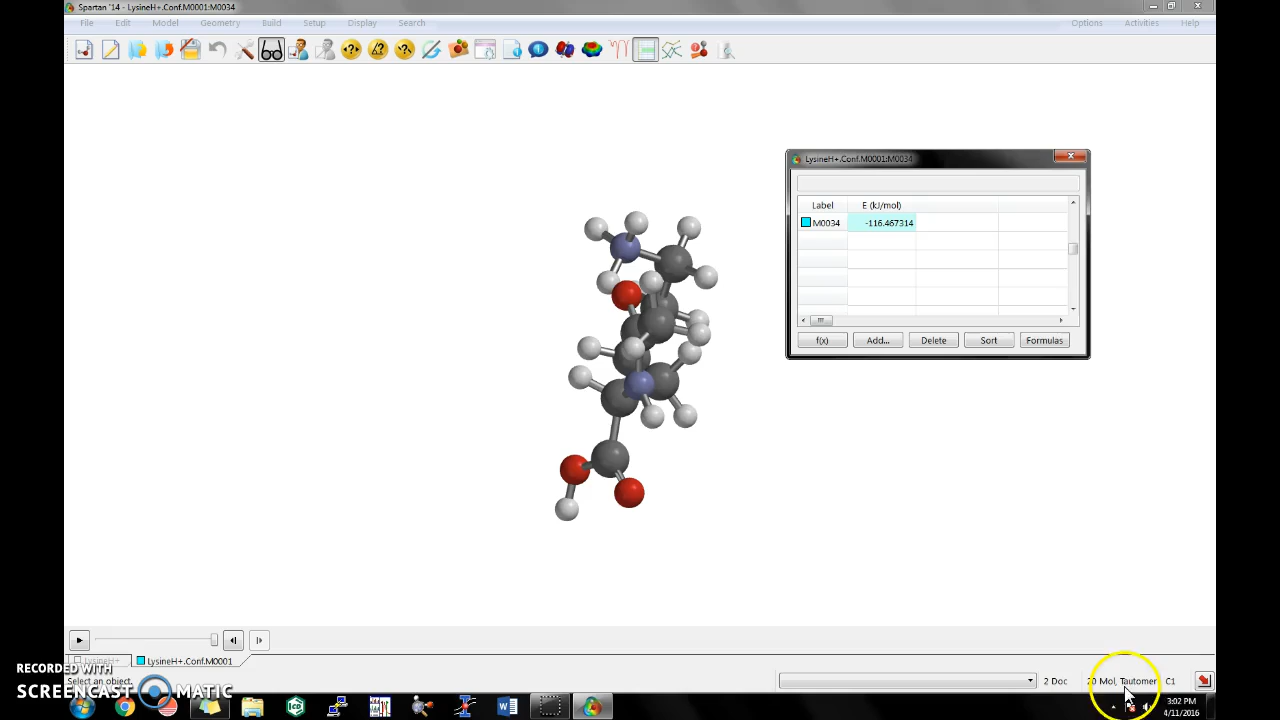 Spartan '14 - LysineH+.Conf.M0001:M0034
File Edit Model Geometry Build Setup Display Search Options Activities Help
LysineH+.Conf.M0001:M0034
Label E (kJ/mol)
M0034 -116.467314
f(x) Add... Delete Sort Formulas
LysineH+ LysineH+.Conf.M0001
RECORDED WITH
Select an object. 2 Doc 20 Mol, Tautomer C1
SCREENCAST MATIC
3:02 PM
4/11/2016